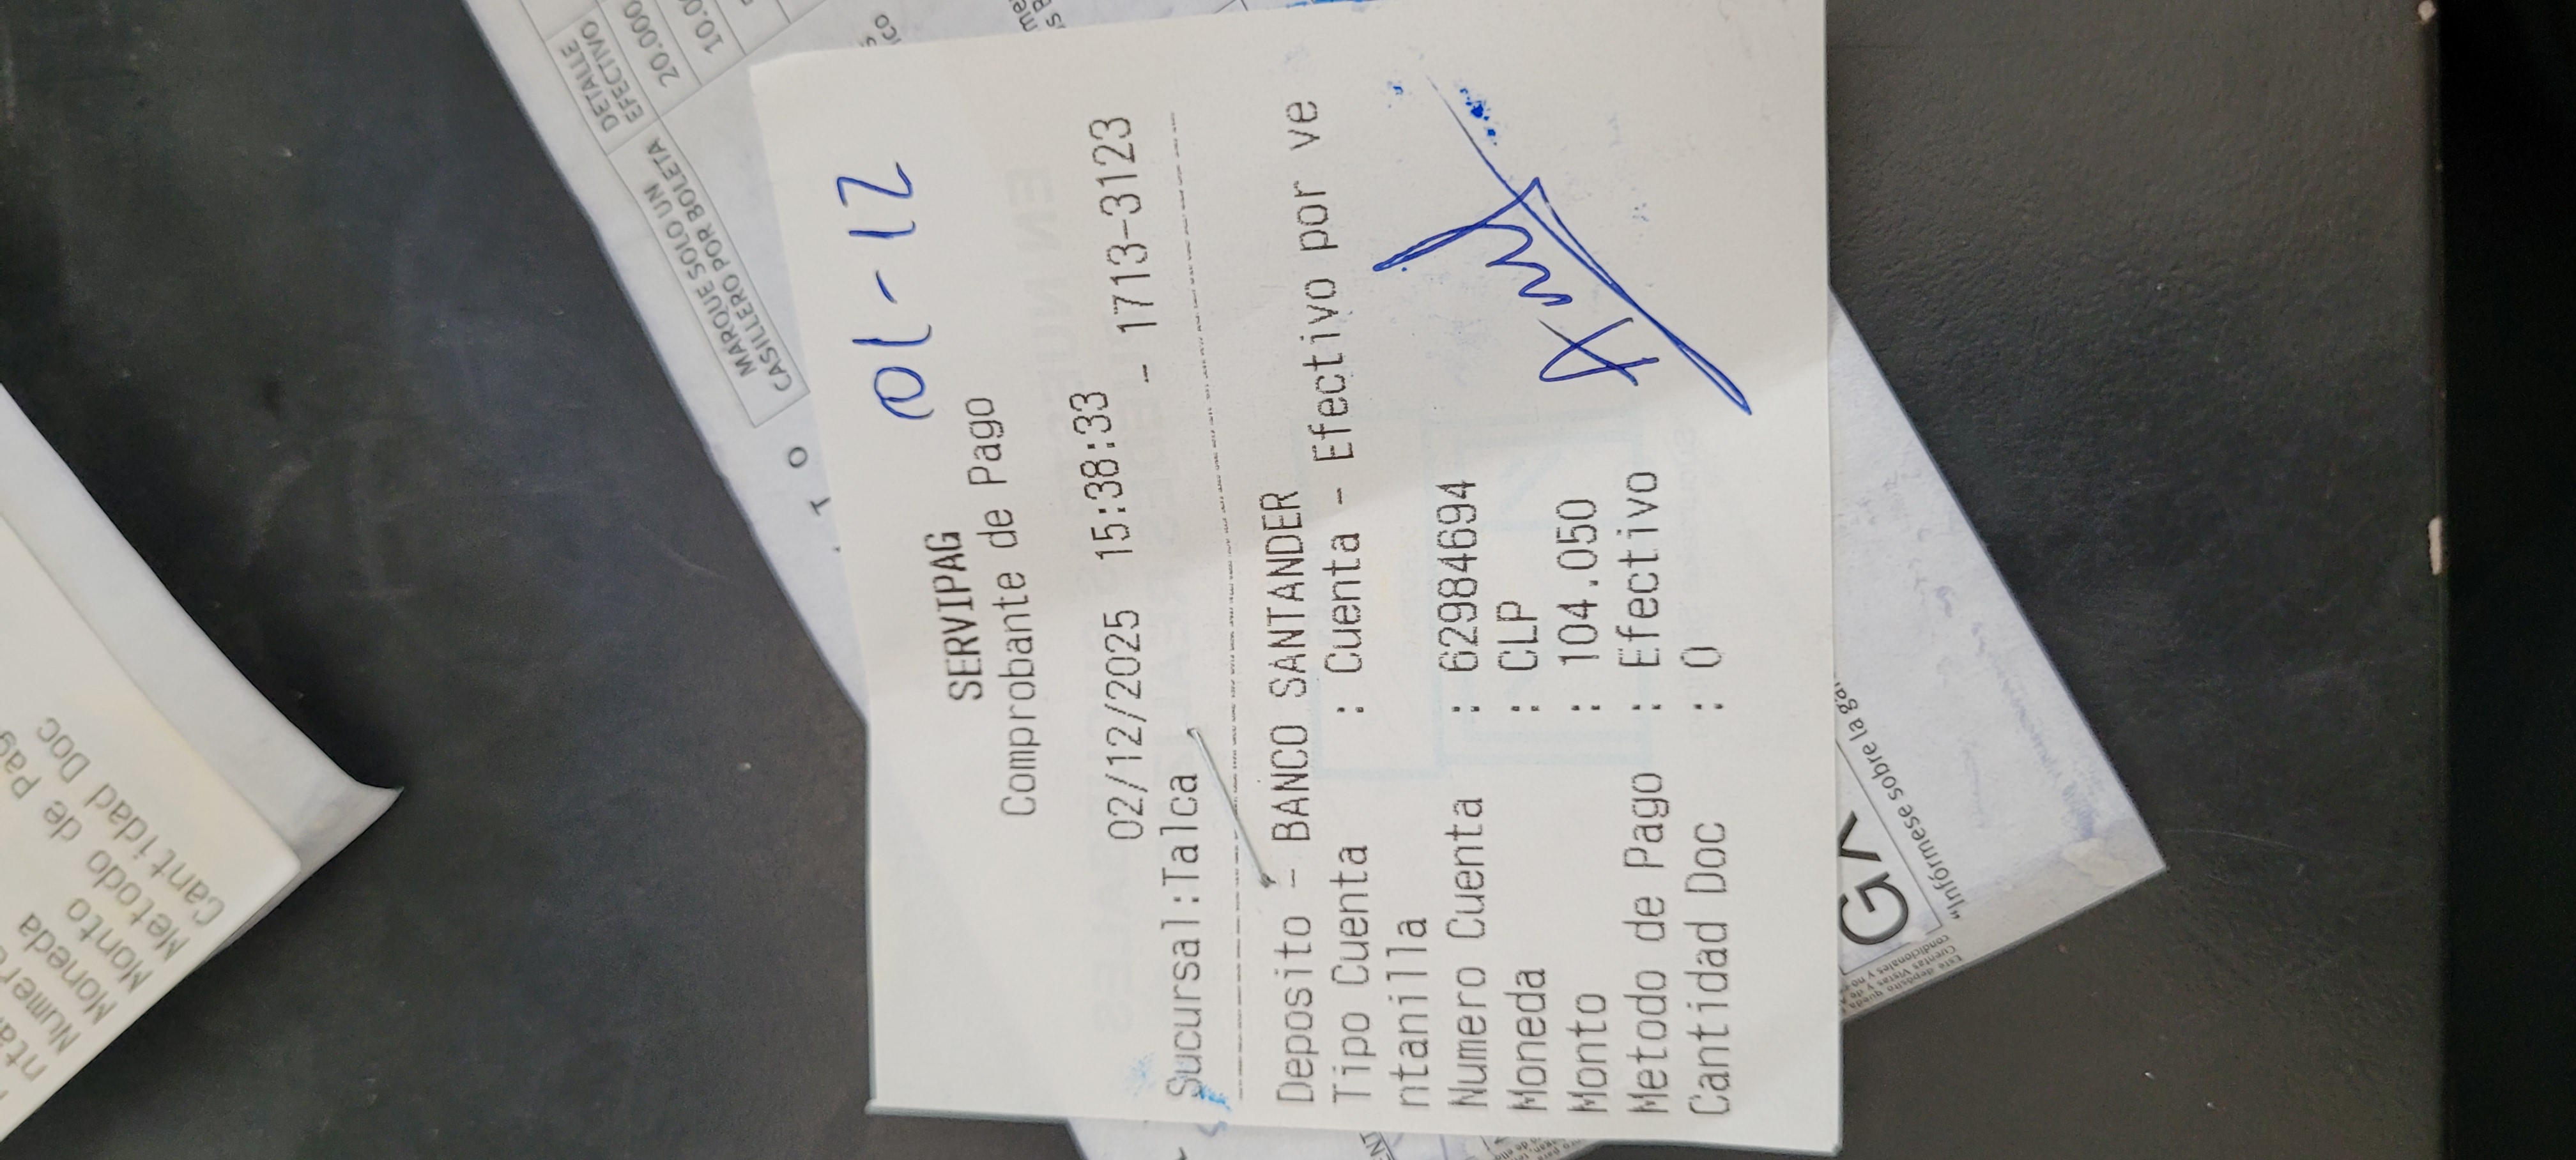 01-12
SERVIPAG
Comprobante de Pago
02/12/2025 15:38:33
Sucursal:Talca - 1713-3123
Deposito - BANCO SANTANDER
Tipo Cuenta : Cuenta - Efectivo por ve
ntanilla
Numero Cuenta : 62984694
Moneda : CLP
Monto : 104.050
Metodo de Pago : Efectivo
Cantidad Doc : 0
DETALLE
EFECTIVO
20.000
MARQUE SOLO UN
CASILLERO POR BOLETA
T O
"Infórmese sobre la
Moneda
Monto
Metodo de
Cantidad Doc